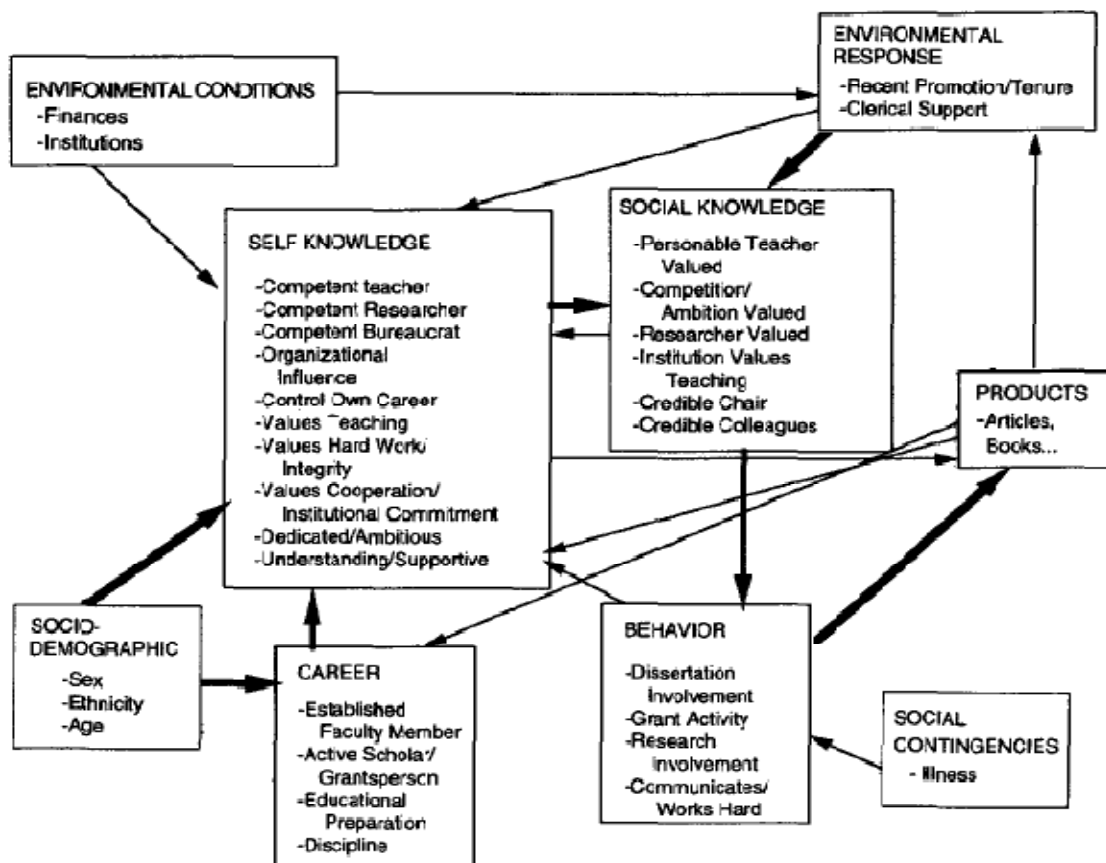 ENVIRONMENTAL CONDITIONS
-Finances
-Institutions
ENVIRONMENTAL
RESPONSE
-Recent Promotion/Tenure
-Clerical Support
SELF KNOWLEDGE
-Competent teacher
-Competent Researcher
-Competent Bureaucrat
-Organizational
Influence
-Control Own Career
-Values Teaching
-Values Hard Work/
Integrity
-Values Cooperation/
Institutional Commitment
-Dedicated/Ambitious
-Understanding/Supportive
SOCIAL KNOWLEDGE
-Personable Teacher
Valued
-Competition/
Ambition Valued
-Researcher Valued
-Institution Values
Teaching
-Credible Chair
-Credible Colleagues
PRODUCTS
-Articles,
Books...
SOCIO-
DEMOGRAPHIC
-Sex
-Ethnicity
-Age
CAREER
-Established
Faculty Member
-Active Scholar/
Grantsperson
-Educational
Preparation
-Discipline
BEHAVIOR
-Dissertation
Involvement
-Grant Activity
-Research
Involvement
-Communicates/
Works Hard
SOCIAL
CONTINGENCIES
- Illness